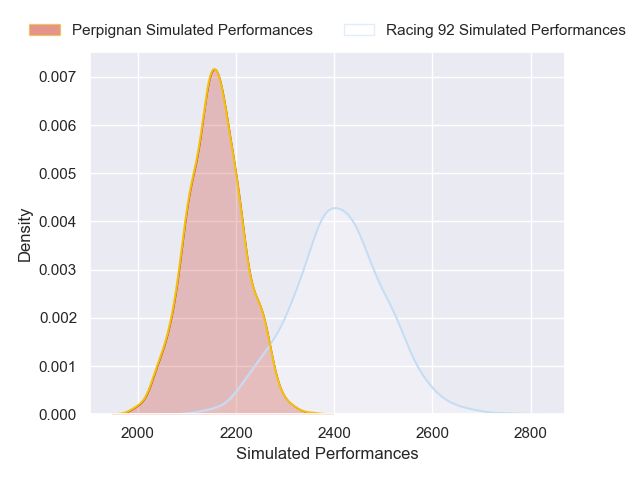 Perpignan Simulated Performances Racing 92 Simulated Performances
0.007
0.006
0.005
0.004
0.003
0.002
0.001
0.000
Density
2000 2200 2400 2600 2800
Simulated Performances